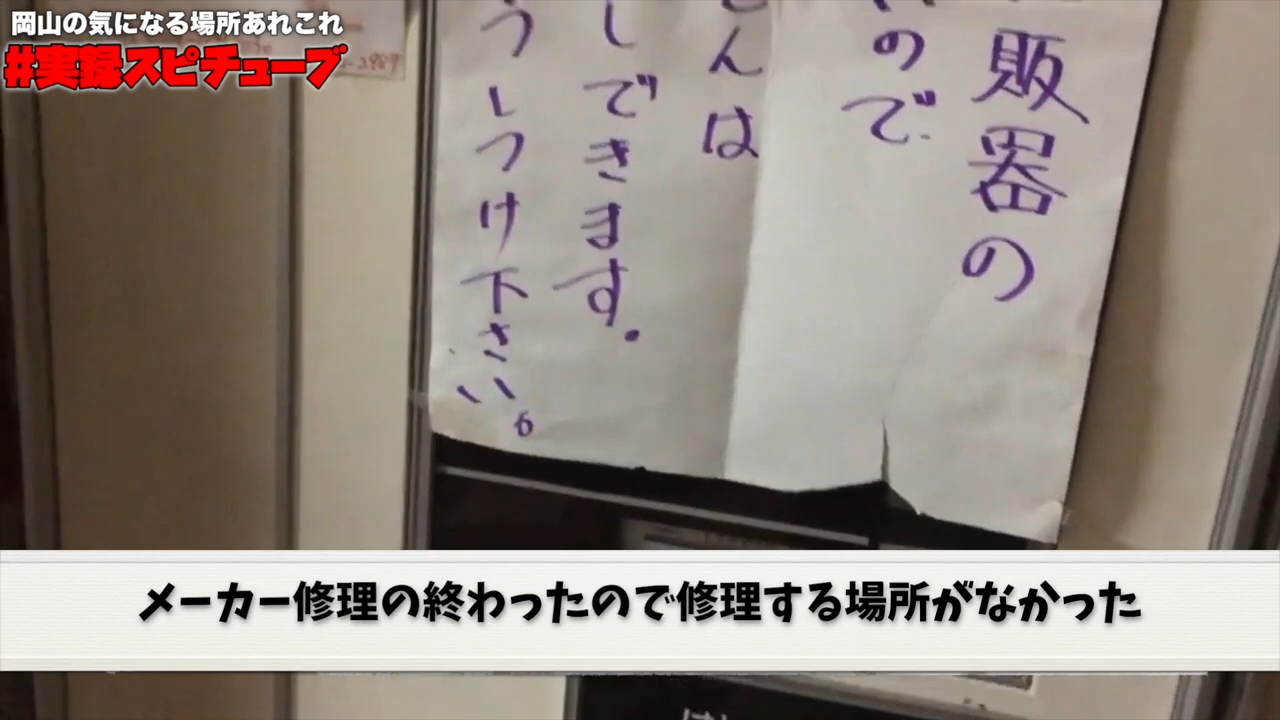 岡山の気になる場所あれこれ
#実録スピチューブ
-2989
販器の
ので
んは
しできます。
うしつけ下さい。
メーカー修理の終わったので修理する場所がなかった